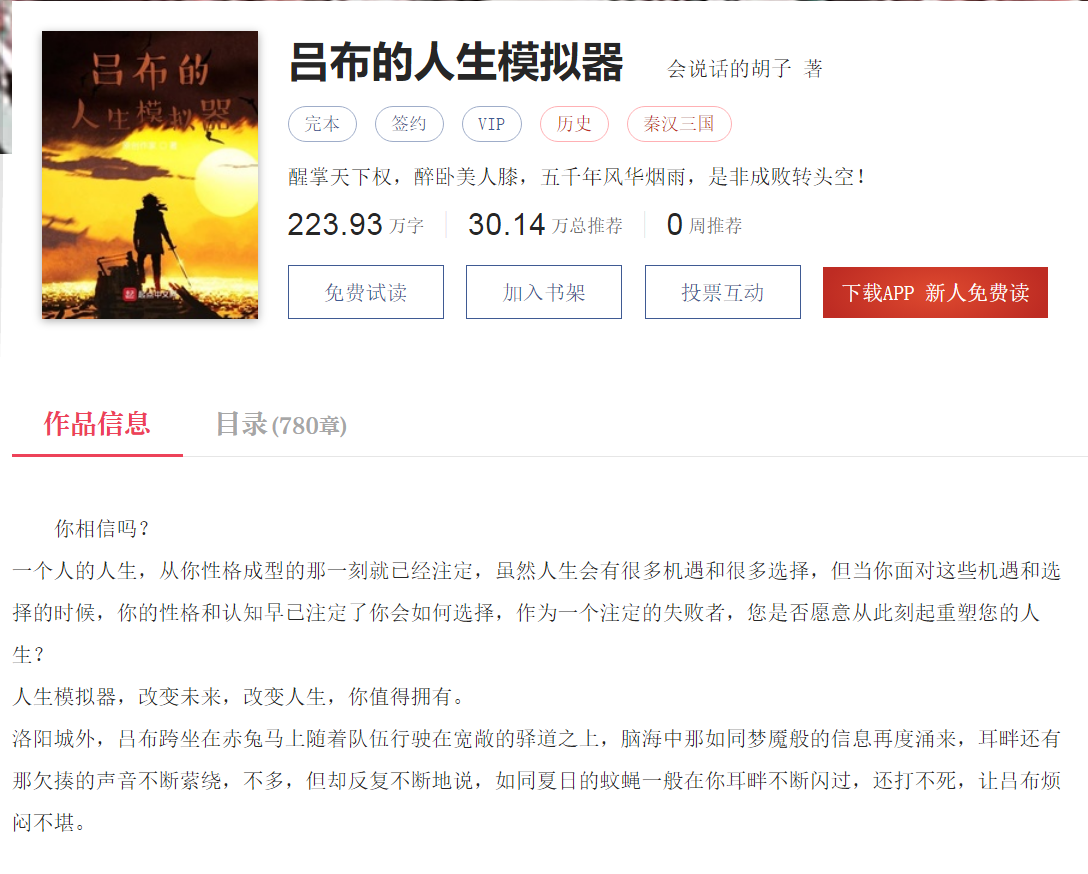 吕布的
人生模拟器
吕布的人生模拟器 会说话的胡子 著
完本 签约 VIP 历史 秦汉三国
醒掌天下权，醉卧美人膝，五千年风华烟雨，是非成败转头空！
223.93 万字 30.14 万总推荐 0 周推荐
免费试读 加入书架 投票互动 下载APP 新人免费读
作品信息 目录(780章)
你相信吗？
一个人的人生，从你性格成型的那一刻就已经注定，虽然人生会有很多机遇和很多选择，但当你面对这些机遇和选
择的时候，你的性格和认知早已注定了你会如何选择，作为一个注定的失败者，您是否愿意从此刻起重塑您的人
生？
人生模拟器，改变未来，改变人生，你值得拥有。
洛阳城外，吕布跨坐在赤兔马上随着队伍行驶在宽敞的驿道之上，脑海中那如同梦魇般的信息再度涌来，耳畔还有
那欠揍的声音不断萦绕，不多，但却反复不断地说，如同夏日的蚊蝇一般在你耳畔不断闪过，还打不死，让吕布烦
闷不堪。